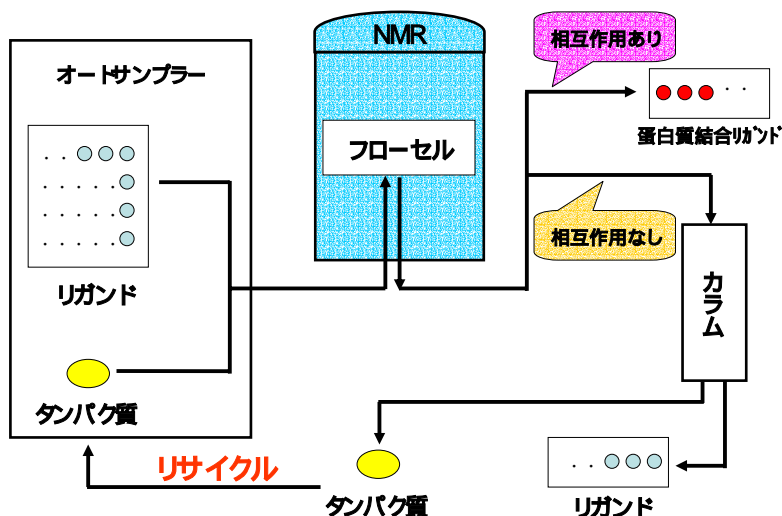 NMR
相互作用あり
オートサンプラー
フローセル
蛋白質結合リガンド
相互作用なし
リガンド
カラム
タンパク質
リサイクル
タンパク質
リガンド